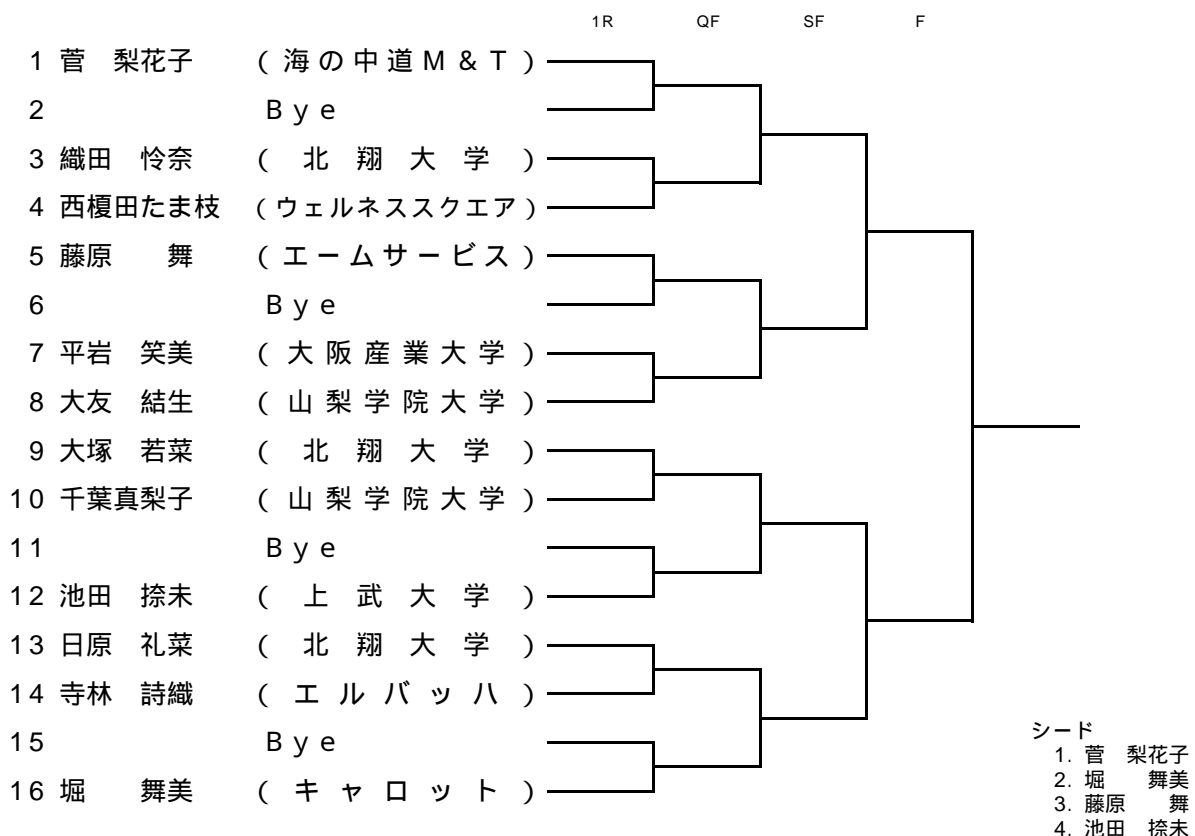 1R QF SF F
1 菅 梨花子 (海の中道M&T)
2 Bye
3 織田 怜奈 (北翔大学)
4 西榎田たま枝 (ウェルネススクエア)
5 藤原 舞 (エームサービス)
6 Bye
7 平岩 笑美 (大阪産業大学)
8 大友 結生 (山梨学院大学)
9 大塚 若菜 (北翔大学)
10 千葉真梨子 (山梨学院大学)
11 Bye
12 池田 捺未 (上武大学)
13 日原 礼菜 (北翔大学)
14 寺林 詩織 (エルバッハ)
15 Bye
16 堀 舞美 (キャロット)
シード
1. 菅 梨花子
2. 堀 舞美
3. 藤原 舞
4. 池田 捺未